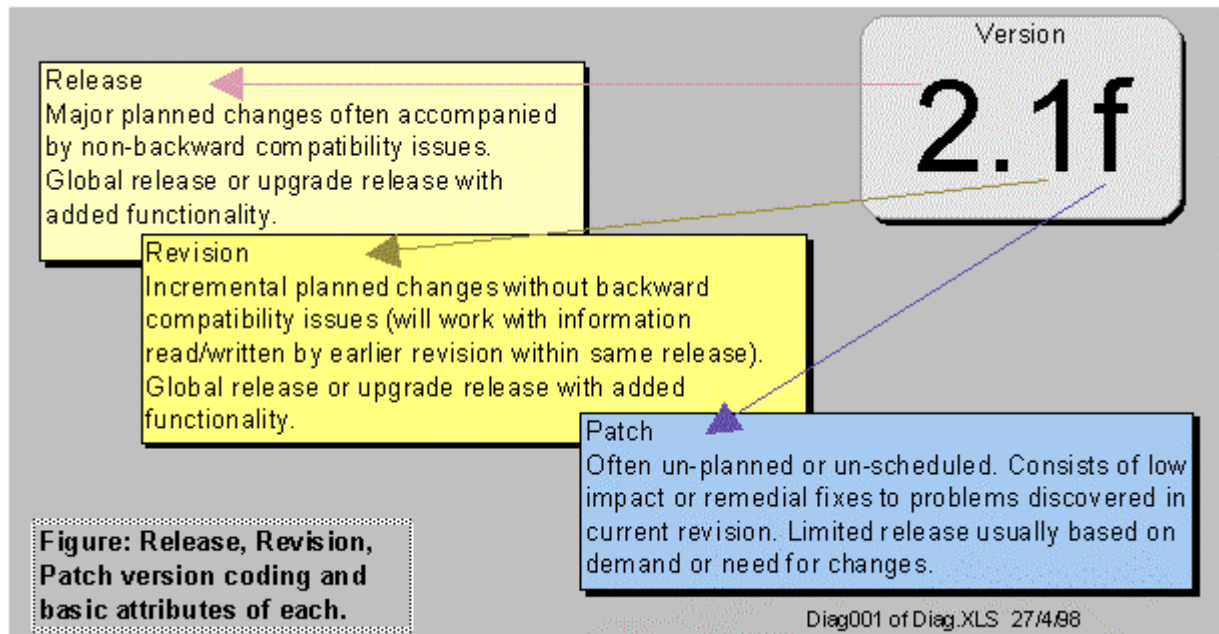 Version
2.1f
Release
Major planned changes often accompanied
by non-backward compatibility issues.
Global release or upgrade release with
added functionality.
Revision
Incremental planned changes without backward
compatibility issues (will work with information
read/written by earlier revision within same release).
Global release or upgrade release with added
functionality.
Patch
Often un-planned or un-scheduled. Consists of low
impact or remedial fixes to problems discovered in
current revision. Limited release usually based on
demand or need for changes.
Figure: Release, Revision,
Patch version coding and
basic attributes of each.
Diag001 of Diag.XLS 27/4/98